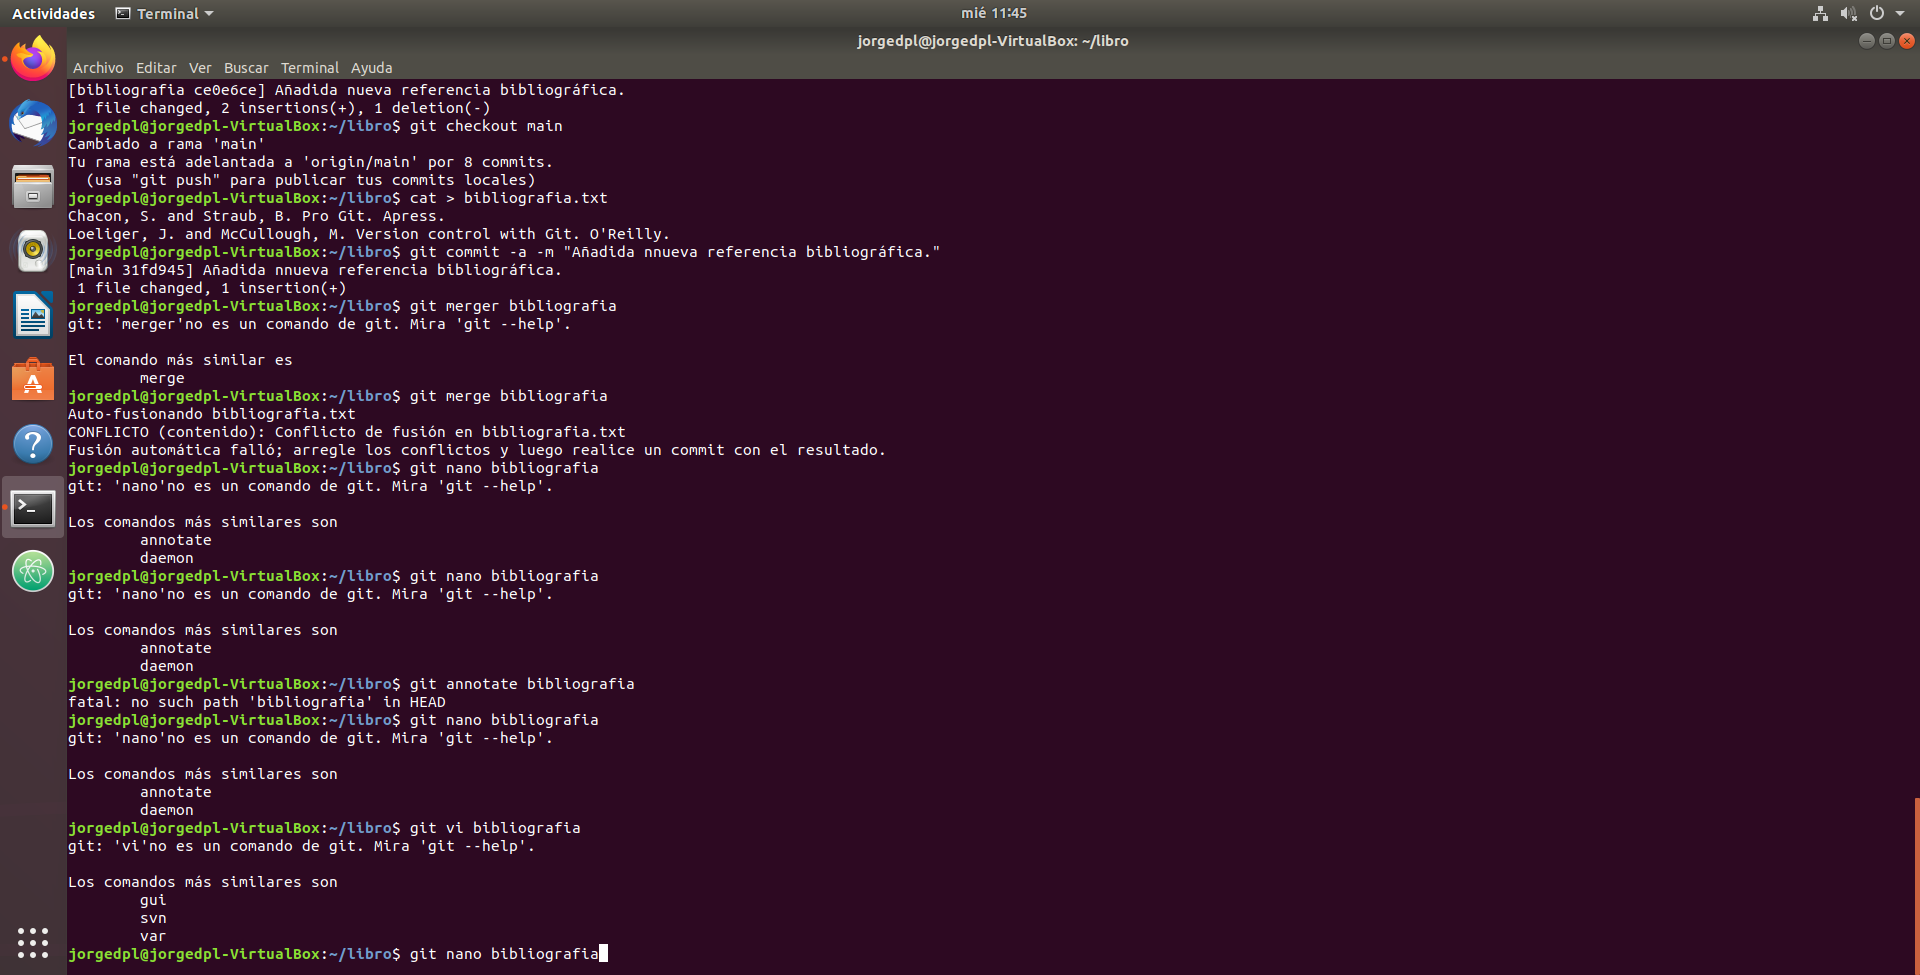 Actividades Terminal mié 11:45
jorgedpl@jorgedpl-VirtualBox: ~/libro
Archivo Editar Ver Buscar Terminal Ayuda
[bibliografia ce0e6ce] Añadida nueva referencia bibliográfica.
 1 file changed, 2 insertions(+), 1 deletion(-)
jorgedpl@jorgedpl-VirtualBox:~/libro$ git checkout main
Cambiado a rama 'main'
Tu rama está adelantada a 'origin/main' por 8 commits.
  (usa "git push" para publicar tus commits locales)
jorgedpl@jorgedpl-VirtualBox:~/libro$ cat > bibliografia.txt
Chacon, S. and Straub, B. Pro Git. Apress.
Loeliger, J. and McCullough, M. Version control with Git. O'Reilly.
jorgedpl@jorgedpl-VirtualBox:~/libro$ git commit -a -m "Añadida nnueva referencia bibliográfica."
[main 31fd945] Añadida nnueva referencia bibliográfica.
 1 file changed, 1 insertion(+)
jorgedpl@jorgedpl-VirtualBox:~/libro$ git merger bibliografia
git: 'merger'no es un comando de git. Mira 'git --help'.
El comando más similar es
        merge
jorgedpl@jorgedpl-VirtualBox:~/libro$ git merge bibliografia
Auto-fusionando bibliografia.txt
CONFLICTO (contenido): Conflicto de fusión en bibliografia.txt
Fusión automática falló; arregle los conflictos y luego realice un commit con el resultado.
jorgedpl@jorgedpl-VirtualBox:~/libro$ git nano bibliografia
git: 'nano'no es un comando de git. Mira 'git --help'.
Los comandos más similares son
        annotate
        daemon
jorgedpl@jorgedpl-VirtualBox:~/libro$ git nano bibliografia
git: 'nano'no es un comando de git. Mira 'git --help'.
Los comandos más similares son
        annotate
        daemon
jorgedpl@jorgedpl-VirtualBox:~/libro$ git annotate bibliografia
fatal: no such path 'bibliografia' in HEAD
jorgedpl@jorgedpl-VirtualBox:~/libro$ git nano bibliografia
git: 'nano'no es un comando de git. Mira 'git --help'.
Los comandos más similares son
        annotate
        daemon
jorgedpl@jorgedpl-VirtualBox:~/libro$ git vi bibliografia
git: 'vi'no es un comando de git. Mira 'git --help'.
Los comandos más similares son
        gui
        svn
        var
jorgedpl@jorgedpl-VirtualBox:~/libro$ git nano bibliografia